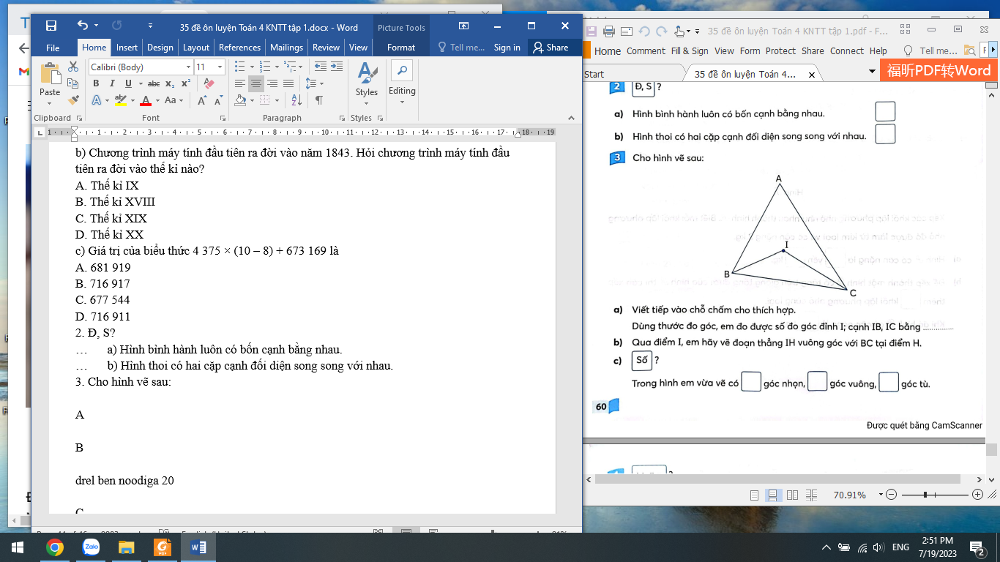 35 đề ôn luyện Toán 4 KNTT tập 1.docx - Word
Picture Tools
File
Home
Insert
Design
Layout
References
Mailings
Review
View
Format
Tell me...
Sign in
Share
Paste
Calibri (Body)
11
Styles
Editing
Clipboard
Font
Paragraph
Styles
b) Chương trình máy tính đầu tiên ra đời vào năm 1843. Hỏi chương trình máy tính đầu
tiên ra đời vào thế kỉ nào?
A. Thế kỉ IX
B. Thế kỉ XVIII
C. Thế kỉ XIX
D. Thế kỉ XX
c) Giá trị của biểu thức 4 375 × (10 – 8) + 673 169 là
A. 681 919
B. 716 917
C. 677 544
D. 716 911
2. Đ, S?
… a) Hình bình hành luôn có bốn cạnh bằng nhau.
… b) Hình thoi có hai cặp cạnh đối diện song song với nhau.
3. Cho hình vẽ sau:
A
B
drel ben noodiga 20
C
35 đề ôn luyện Toán 4 KNTT tập 1.pdf - F...
Home
Comment
Fill & Sign
View
Form
Protect
Share
Connect
Help
Tell me...
Start
35 đề ôn luyện Toán 4...
福昕PDF转Word
2 Đ, S ?
a) Hình bình hành luôn có bốn cạnh bằng nhau.
b) Hình thoi có hai cặp cạnh đối diện song song với nhau.
3 Cho hình vẽ sau:
A
I
B
C
a) Viết tiếp vào chỗ chấm cho thích hợp.
Dùng thước đo góc, em đo được số đo góc đỉnh I; cạnh IB, IC bằng ............
b) Qua điểm I, em hãy vẽ đoạn thẳng IH vuông góc với BC tại điểm H.
c) Số ?
Trong hình em vừa vẽ có góc nhọn, góc vuông, góc tù.
60
Được quét bằng CamScanner
70.91%
ENG
2:51 PM
7/19/2023